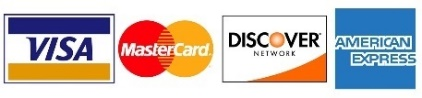 VISA
MasterCard
DISCOVER
NETWORK
AMERICAN
EXPRESS